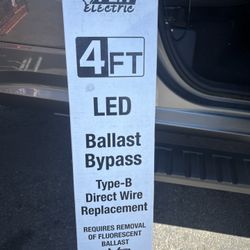 Electric
4FT
LED
Ballast
Bypass
Type-B
Direct Wire
Replacement
REQUIRES REMOVAL
OF FLUORESCENT
BALLAST